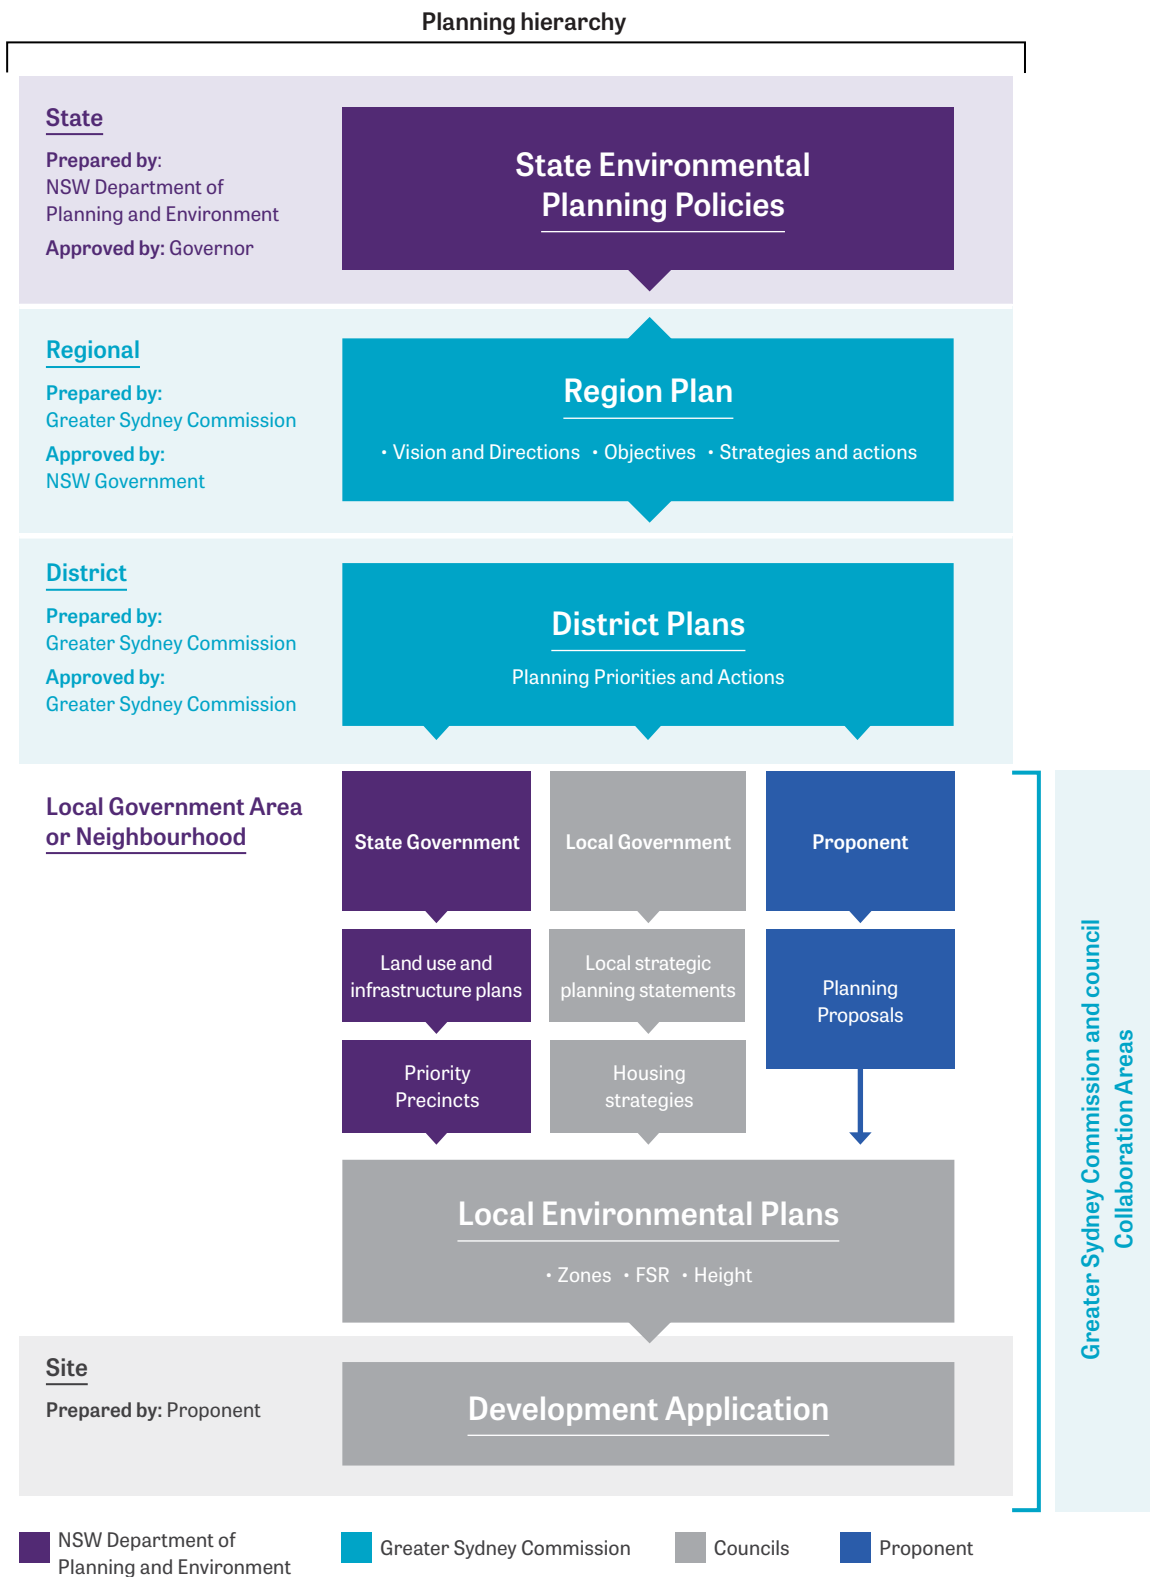 Planning hierarchy
State
Prepared by:
NSW Department of
Planning and Environment
Approved by: Governor
State Environmental
Planning Policies
Regional
Prepared by:
Greater Sydney Commission
Approved by:
NSW Government
Region Plan
• Vision and Directions • Objectives • Strategies and actions
District
Prepared by:
Greater Sydney Commission
Approved by:
Greater Sydney Commission
District Plans
Planning Priorities and Actions
Local Government Area
or Neighbourhood
State Government
Local Government
Proponent
Land use and
infrastructure plans
Local strategic
planning statements
Planning
Proposals
Priority
Precincts
Housing
strategies
Local Environmental Plans
• Zones • FSR • Height
Site
Prepared by: Proponent
Development Application
Greater Sydney Commission and council
Collaboration Areas
NSW Department of
Planning and Environment
Greater Sydney Commission
Councils
Proponent